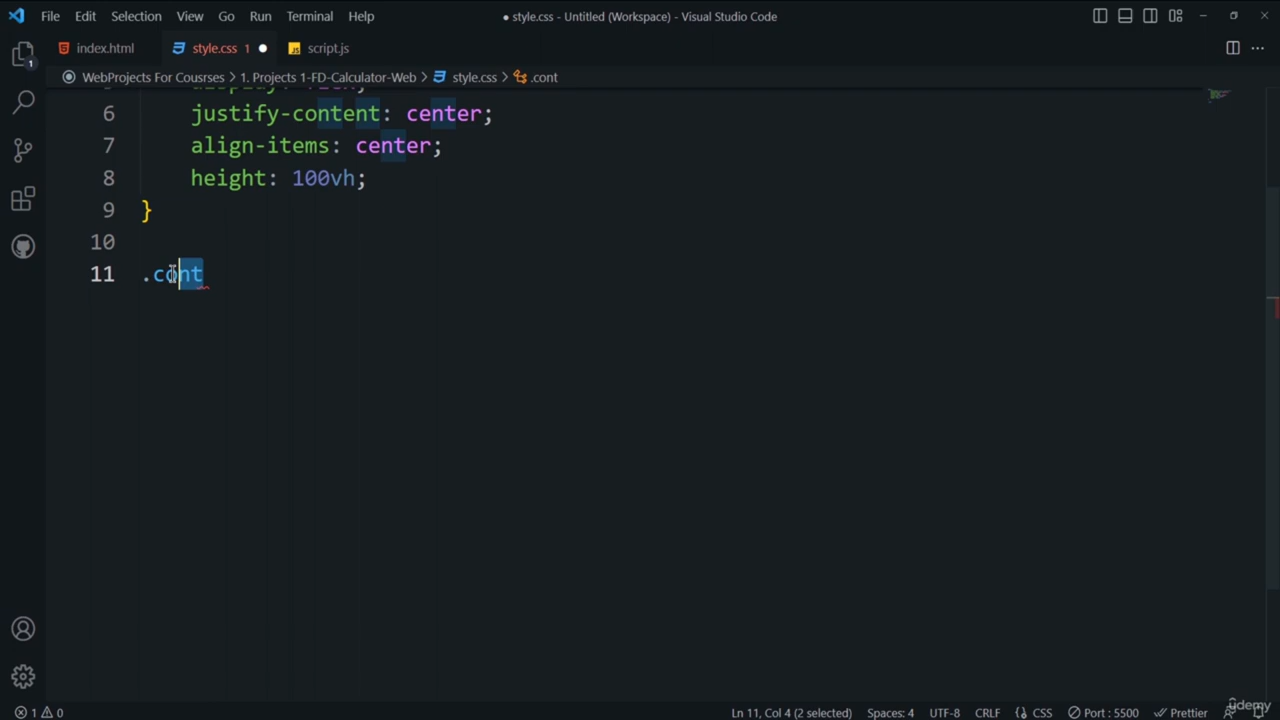 File Edit Selection View Go Run Terminal Help
● style.css - Untitled (Workspace) - Visual Studio Code
index.html style.css 1 ● script.js
WebProjects For Cousrses > 1. Projects 1-FD-Calculator-Web > style.css > .cont
display: flex;
6 justify-content: center;
7 align-items: center;
8 height: 100vh;
9 }
10
11 .cont
1
1 0 Ln 11, Col 4 (2 selected) Spaces: 4 UTF-8 CRLF {} CSS Port : 5500 Prettier
udemy